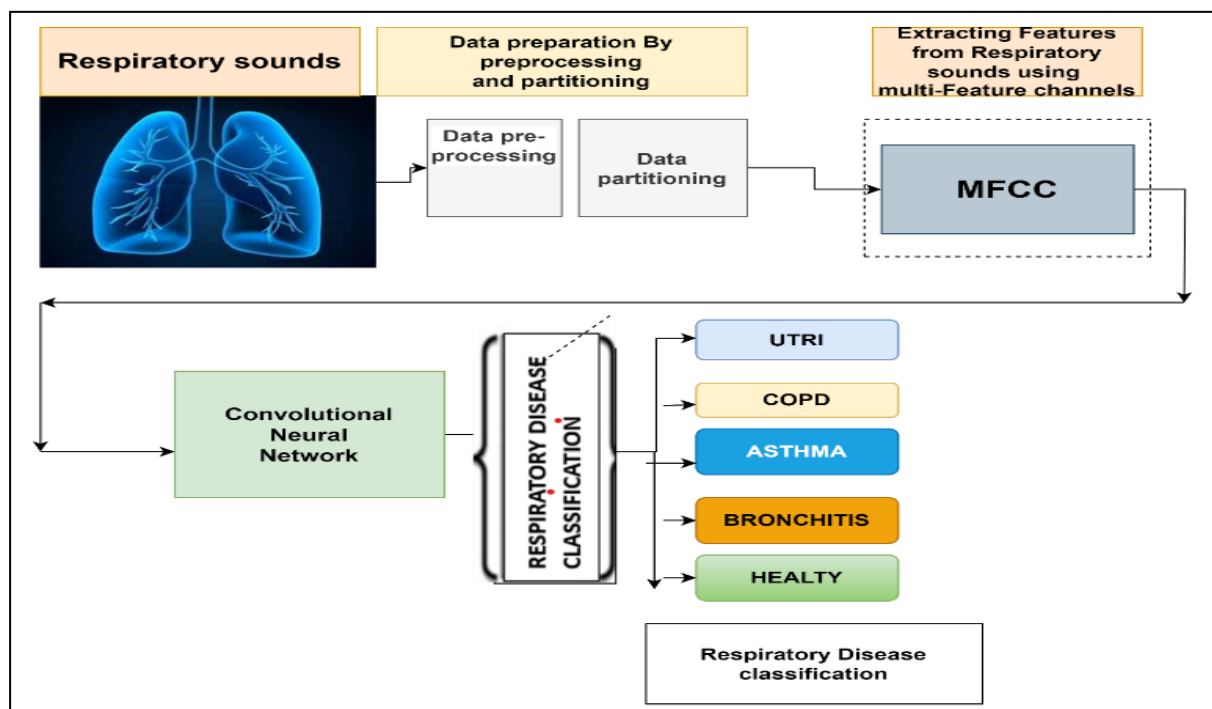 Respiratory sounds
Data preparation By
preprocessing
and partitioning
Extracting Features
from Respiratory
sounds using
multi-Feature channels
Data pre-
processing
Data
partitioning
MFCC
Convolutional
Neural
Network
RESPIRATORY DISEASE
CLASSIFICATION
UTRI
COPD
ASTHMA
BRONCHITIS
HEALTY
Respiratory Disease
classification